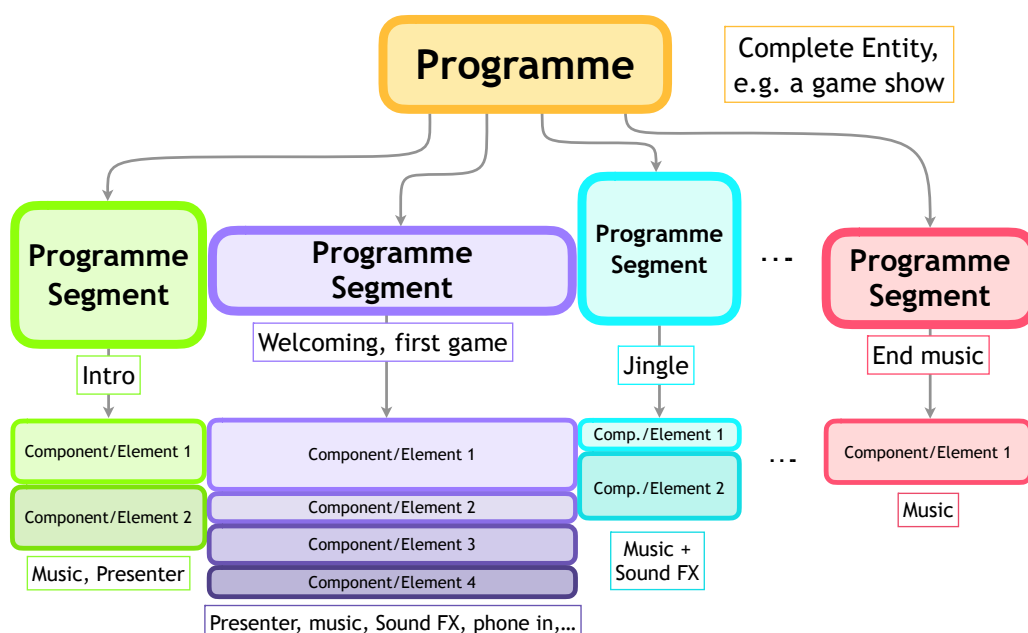 Programme
Complete Entity,
e.g. a game show
Programme
Segment
Programme
Segment
Programme
Segment
...
Programme
Segment
Intro
Welcoming, first game
Jingle
End music
Component/Element 1
Component/Element 2
Music, Presenter
Component/Element 1
Component/Element 2
Component/Element 3
Component/Element 4
Presenter, music, Sound FX, phone in,…
Comp./Element 1
Comp./Element 2
Music +
Sound FX
...
Component/Element 1
Music